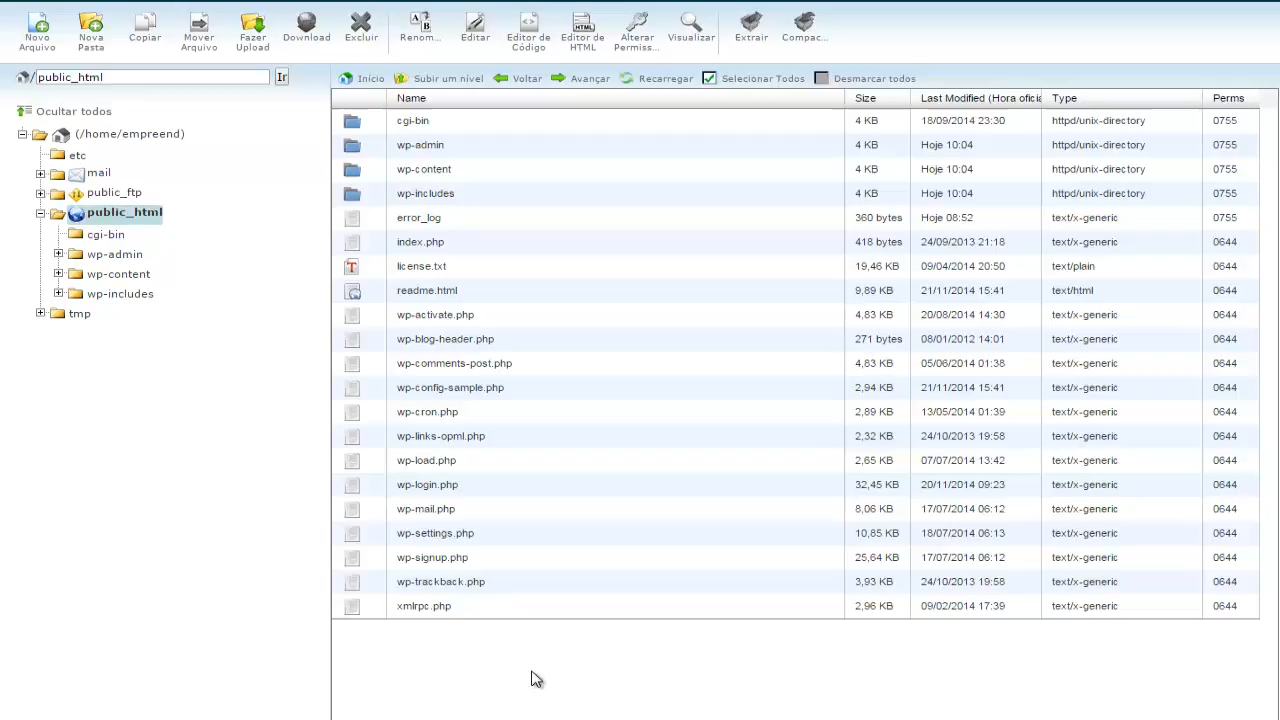 Novo Arquivo
Nova Pasta
Copiar
Mover Arquivo
Fazer Upload
Download
Excluir
Renom...
Editar
Editor de Código
Editor de HTML
Alterar Permiss...
Visualizar
Extrair
Compac...
/public_html Ir
Início Subir um nível Voltar Avançar Recarregar Selecionar Todos Desmarcar todos
Ocultar todos
(/home/empreend)
etc
mail
public_ftp
public_html
cgi-bin
wp-admin
wp-content
wp-includes
tmp
Name Size Last Modified (Hora oficia Type Perms
cgi-bin 4 KB 18/09/2014 23:30 httpd/unix-directory 0755
wp-admin 4 KB Hoje 10:04 httpd/unix-directory 0755
wp-content 4 KB Hoje 10:04 httpd/unix-directory 0755
wp-includes 4 KB Hoje 10:04 httpd/unix-directory 0755
error_log 360 bytes Hoje 08:52 text/x-generic 0755
index.php 418 bytes 24/09/2013 21:18 text/x-generic 0644
license.txt 19,46 KB 09/04/2014 20:50 text/plain 0644
readme.html 9,89 KB 21/11/2014 15:41 text/html 0644
wp-activate.php 4,83 KB 20/08/2014 14:30 text/x-generic 0644
wp-blog-header.php 271 bytes 08/01/2012 14:01 text/x-generic 0644
wp-comments-post.php 4,83 KB 05/06/2014 01:38 text/x-generic 0644
wp-config-sample.php 2,94 KB 21/11/2014 15:41 text/x-generic 0644
wp-cron.php 2,89 KB 13/05/2014 01:39 text/x-generic 0644
wp-links-opml.php 2,32 KB 24/10/2013 19:58 text/x-generic 0644
wp-load.php 2,65 KB 07/07/2014 13:42 text/x-generic 0644
wp-login.php 32,45 KB 20/11/2014 09:23 text/x-generic 0644
wp-mail.php 8,06 KB 17/07/2014 06:12 text/x-generic 0644
wp-settings.php 10,85 KB 18/07/2014 06:13 text/x-generic 0644
wp-signup.php 25,64 KB 17/07/2014 06:12 text/x-generic 0644
wp-trackback.php 3,93 KB 24/10/2013 19:58 text/x-generic 0644
xmlrpc.php 2,96 KB 09/02/2014 17:39 text/x-generic 0644